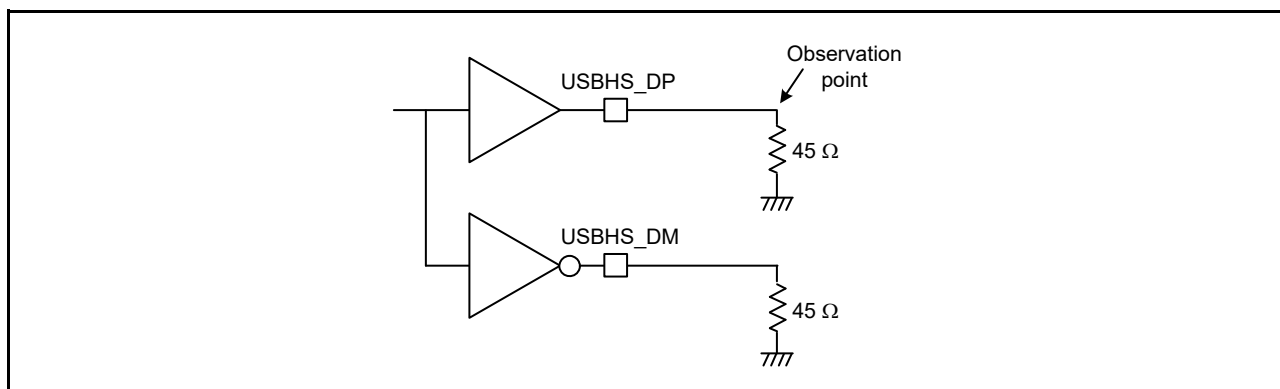 Observation
point
USBHS_DP
45 Ω
USBHS_DM
45 Ω